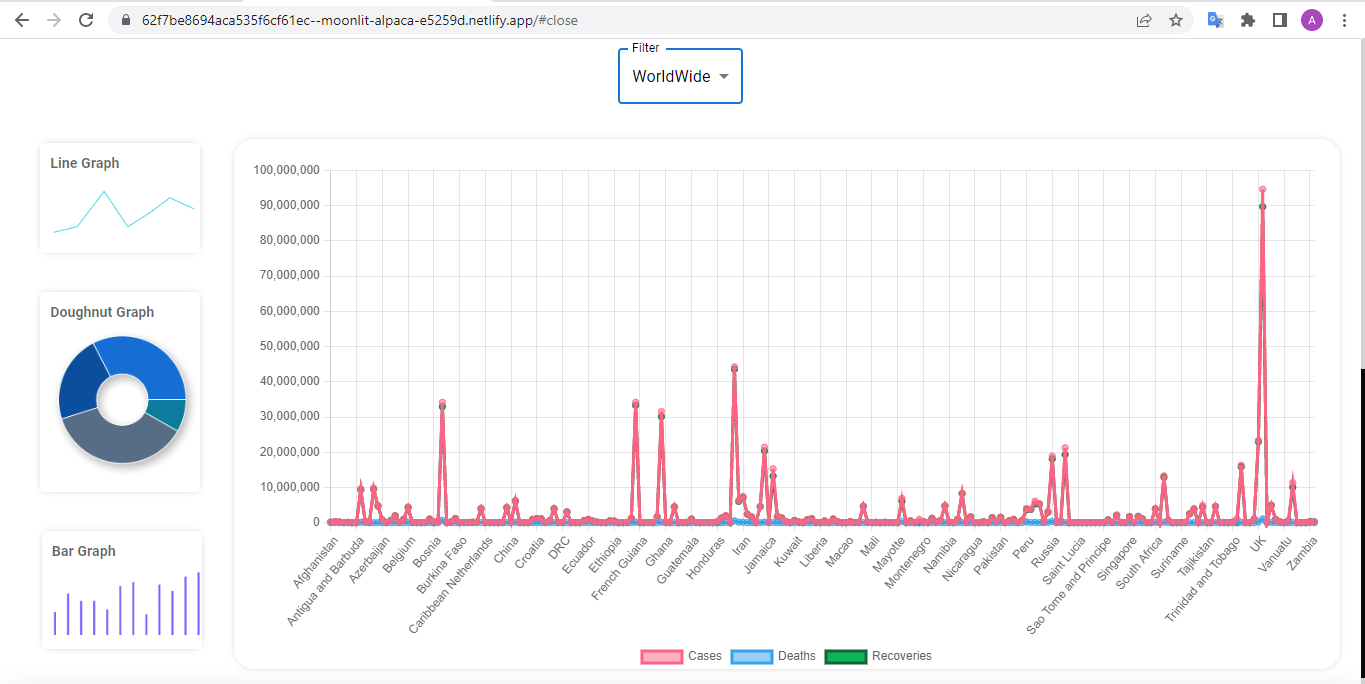 62f7be8694aca535f6cf61ec--moonlit-alpaca-e5259d.netlify.app/#close
A
Filter
WorldWide
Line Graph
Doughnut Graph
Bar Graph
100,000,000
90,000,000
80,000,000
70,000,000
60,000,000
50,000,000
40,000,000
30,000,000
20,000,000
10,000,000
0
Afghanistan
Antigua and Barbuda
Azerbaijan
Belgium
Bosnia
Burkina Faso
Caribbean Netherlands
China
Croatia
DRC
Ecuador
Ethiopia
French Guiana
Ghana
Guatemala
Honduras
Iran
Jamaica
Kuwait
Liberia
Macao
Mali
Mayotte
Montenegro
Namibia
Nicaragua
Pakistan
Peru
Russia
Saint Lucia
Sao Tome and Principe
Singapore
South Africa
Suriname
Tajikistan
Trinidad and Tobago
UK
Vanuatu
Zambia
Cases
Deaths
Recoveries